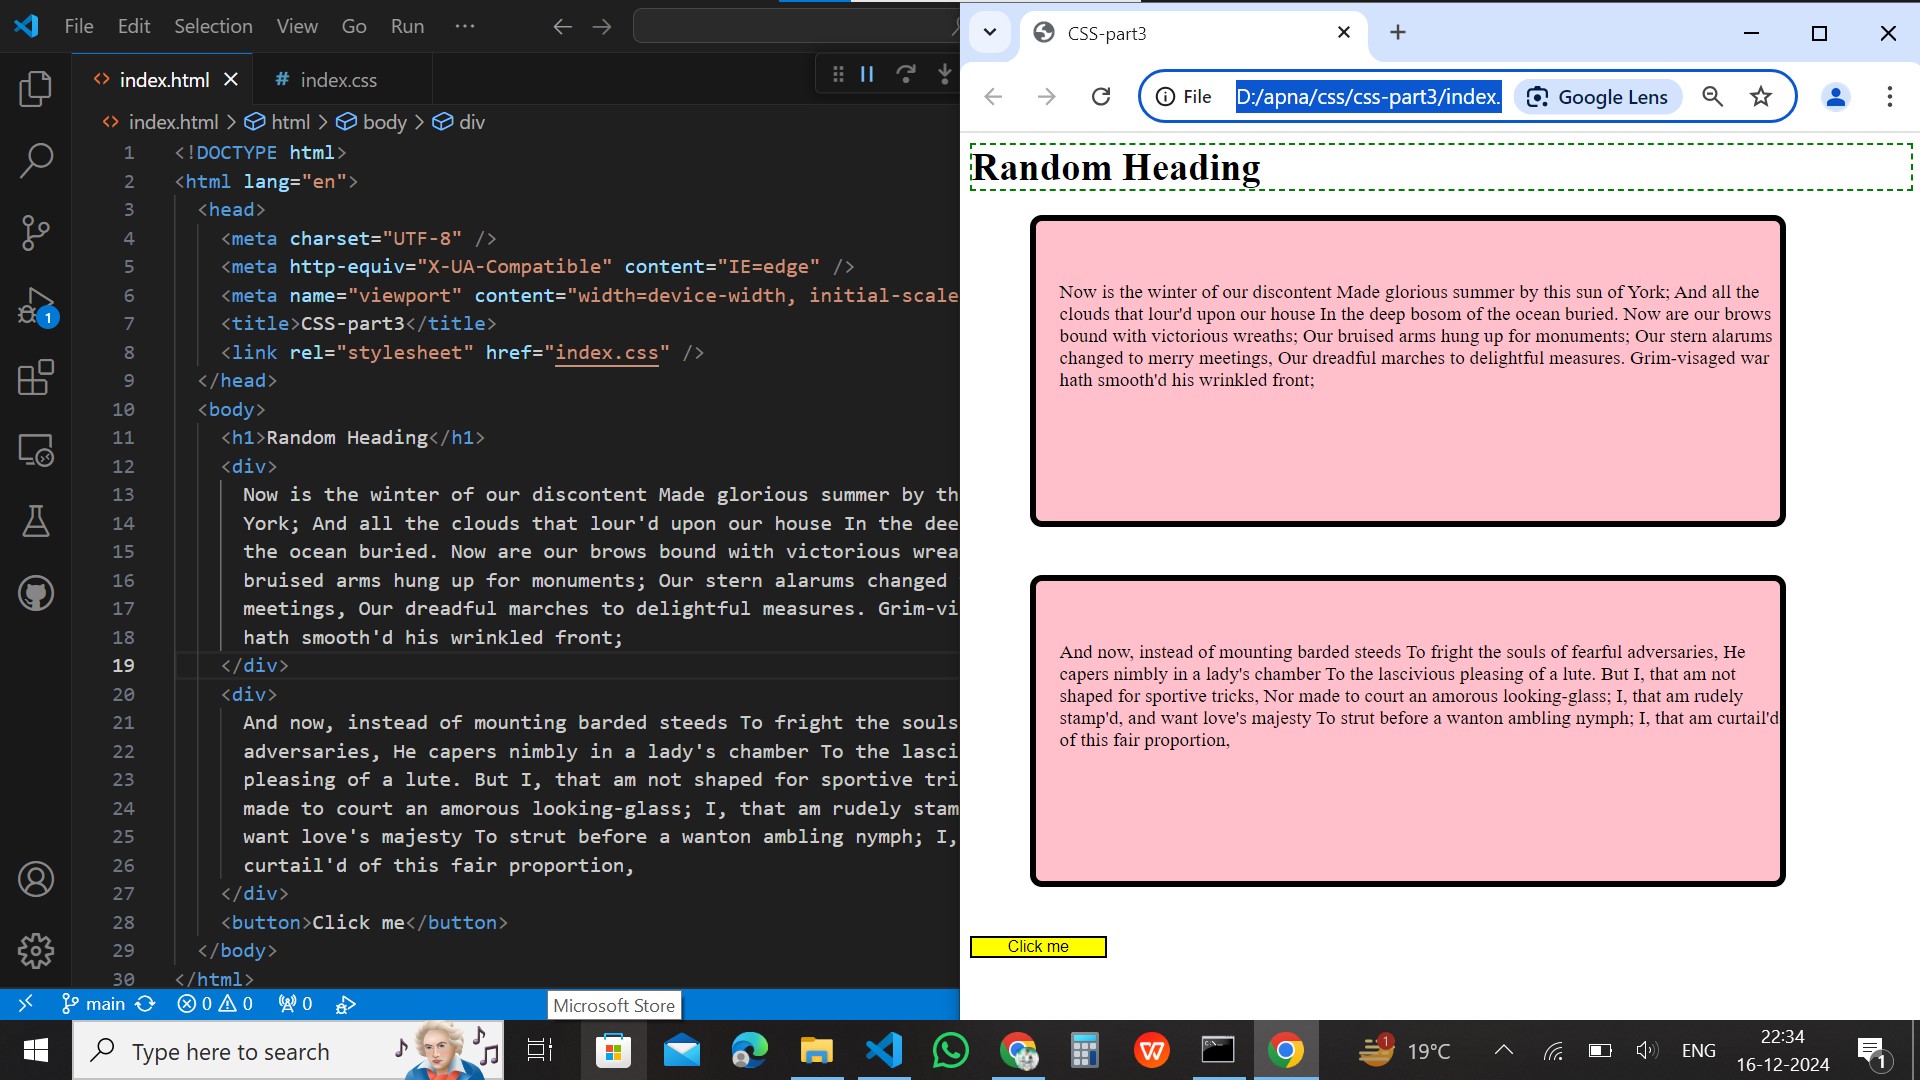 File Edit Selection View Go Run ···
index.html
# index.css
index.html > html > body > div
1 <!DOCTYPE html>
2 <html lang="en">
3 <head>
4 <meta charset="UTF-8" />
5 <meta http-equiv="X-UA-Compatible" content="IE=edge" />
6 <meta name="viewport" content="width=device-width, initial-scale
7 <title>CSS-part3</title>
8 <link rel="stylesheet" href="index.css" />
9 </head>
10 <body>
11 <h1>Random Heading</h1>
12 <div>
13 Now is the winter of our discontent Made glorious summer by th
14 York; And all the clouds that lour'd upon our house In the dee
15 the ocean buried. Now are our brows bound with victorious wrea
16 bruised arms hung up for monuments; Our stern alarums changed
17 meetings, Our dreadful marches to delightful measures. Grim-vi
18 hath smooth'd his wrinkled front;
19 </div>
20 <div>
21 And now, instead of mounting barded steeds To fright the souls
22 adversaries, He capers nimbly in a lady's chamber To the lasci
23 pleasing of a lute. But I, that am not shaped for sportive tri
24 made to court an amorous looking-glass; I, that am rudely stam
25 want love's majesty To strut before a wanton ambling nymph; I,
26 curtail'd of this fair proportion,
27 </div>
28 <button>Click me</button>
29 </body>
30 </html>
1
main 0 0 0
Microsoft Store
CSS-part3
File D:/apna/css/css-part3/index. Google Lens
Random Heading
Now is the winter of our discontent Made glorious summer by this sun of York; And all the
clouds that lour'd upon our house In the deep bosom of the ocean buried. Now are our brows
bound with victorious wreaths; Our bruised arms hung up for monuments; Our stern alarums
changed to merry meetings, Our dreadful marches to delightful measures. Grim-visaged war
hath smooth'd his wrinkled front;
And now, instead of mounting barded steeds To fright the souls of fearful adversaries, He
capers nimbly in a lady's chamber To the lascivious pleasing of a lute. But I, that am not
shaped for sportive tricks, Nor made to court an amorous looking-glass; I, that am rudely
stamp'd, and want love's majesty To strut before a wanton ambling nymph; I, that am curtail'd
of this fair proportion,
Click me
Type here to search
1
19°C
ENG
22:34
16-12-2024
1